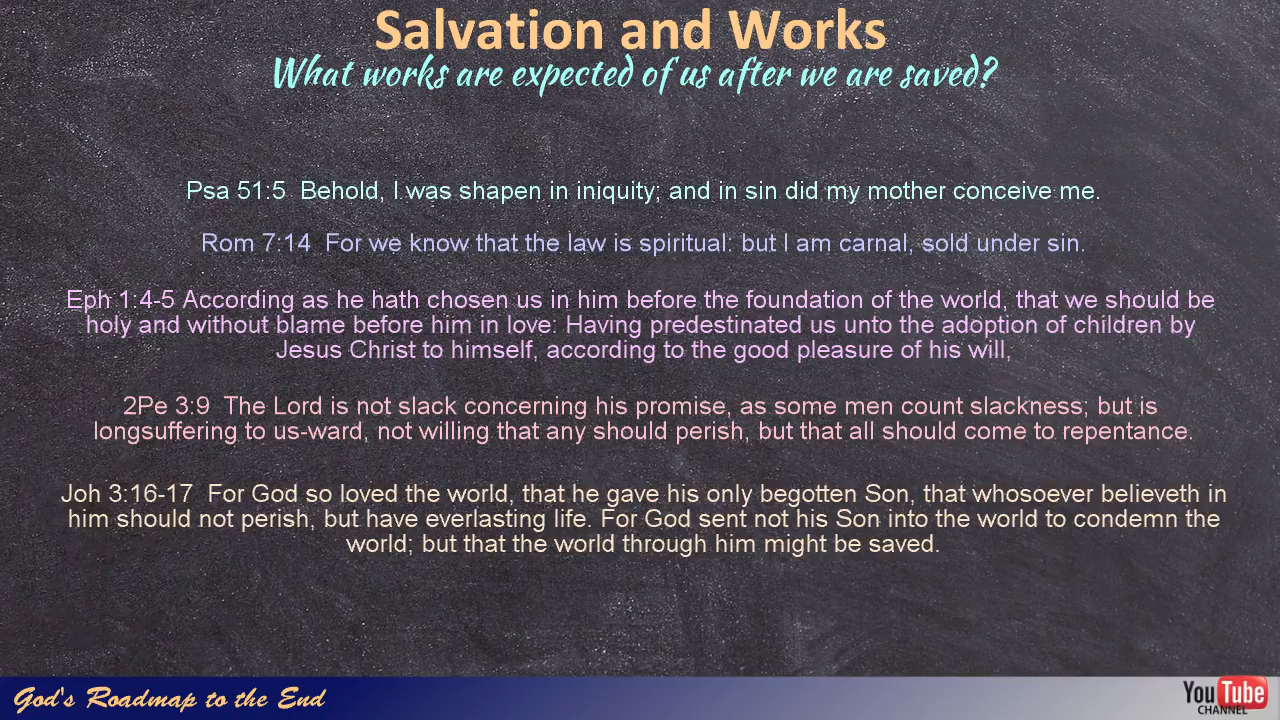 Salvation and Works
What works are expected of us after we are saved?
Psa 51:5  Behold, I was shapen in iniquity; and in sin did my mother conceive me.
Rom 7:14  For we know that the law is spiritual: but I am carnal, sold under sin.
Eph 1:4-5 According as he hath chosen us in him before the foundation of the world, that we should be
holy and without blame before him in love: Having predestinated us unto the adoption of children by
Jesus Christ to himself, according to the good pleasure of his will,
2Pe 3:9  The Lord is not slack concerning his promise, as some men count slackness; but is
longsuffering to us-ward, not willing that any should perish, but that all should come to repentance.
Joh 3:16-17  For God so loved the world, that he gave his only begotten Son, that whosoever believeth in
him should not perish, but have everlasting life. For God sent not his Son into the world to condemn the
world; but that the world through him might be saved.
God's Roadmap to the End
YouTube
CHANNEL